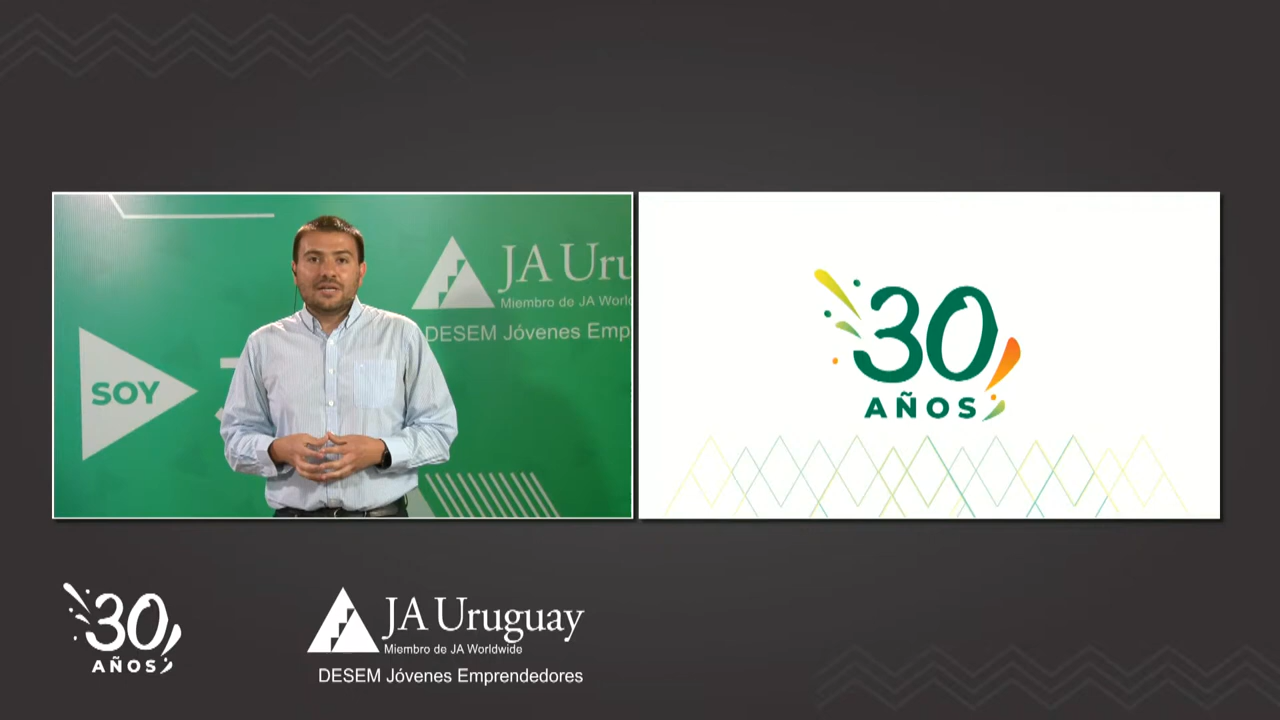 JA Uru
Miembro de JA Worl
DESEM Jóvenes Emp
SOY
30
AÑOS
30
AÑOS
JA Uruguay
Miembro de JA Worldwide
DESEM Jóvenes Emprendedores